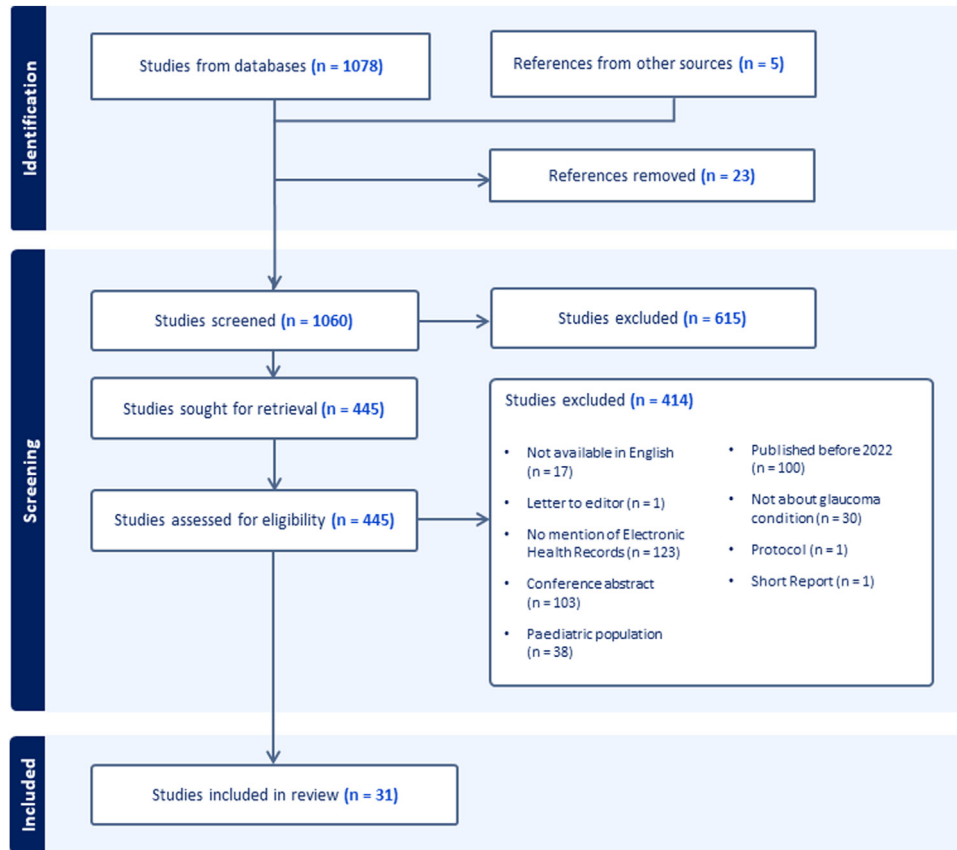 Identification
Studies from databases (n = 1078)
References from other sources (n = 5)
References removed (n = 23)
Screening
Studies screened (n = 1060)
Studies excluded (n = 615)
Studies sought for retrieval (n = 445)
Studies assessed for eligibility (n = 445)
Studies excluded (n = 414)
• Not available in English
(n = 17)
• Letter to editor (n = 1)
• No mention of Electronic
Health Records (n = 123)
• Conference abstract
(n = 103)
• Paediatric population
(n = 38)
• Published before 2022
(n = 100)
• Not about glaucoma
condition (n = 30)
• Protocol (n = 1)
• Short Report (n = 1)
Included
Studies included in review (n = 31)